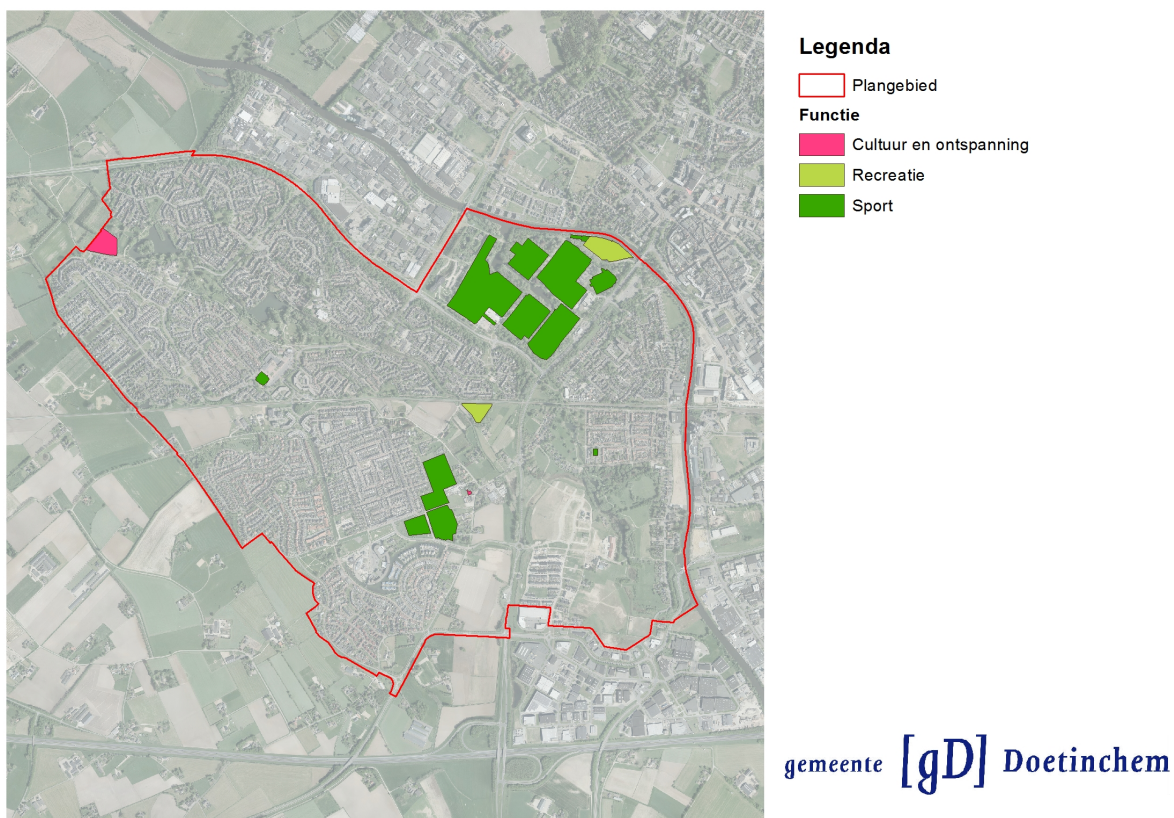 Legenda
Plangebied
Functie
Cultuur en ontspanning
Recreatie
Sport
gemeente [gD] Doetinchem